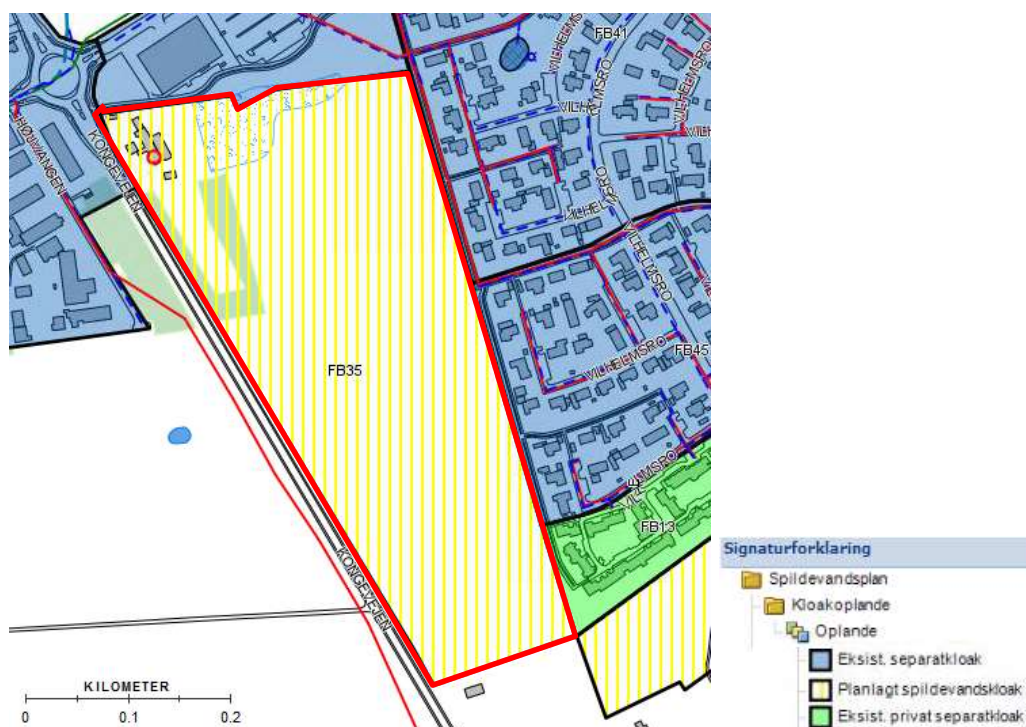 FB41
VILHELMSRO
VILHELMSRO
HØJVANGEN
KONGEVEJEN
VILHELMSRO
VILHELMSRO
FB35
VILHELMSRO
FB45
FB13
KONGEVEJEN
KILOMETER
0 0.1 0.2
Signaturforklaring
Spildevandsplan
Kloakoplande
Oplande
Eksist. separatkloak
Planlagt spildevandskloak
Eksist. privat separatkloak